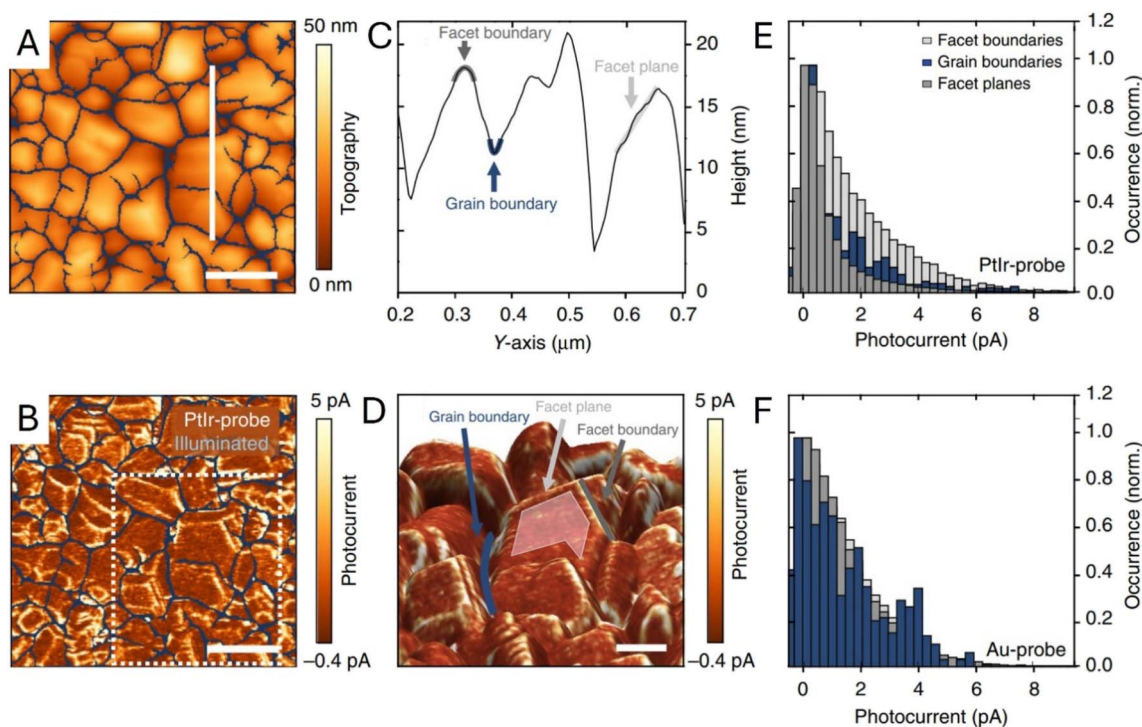 A
50 nm
Topography
0 nm
B
PtIr-probe
Illuminated
5 pA
Photocurrent
–0.4 pA
C
Facet boundary
Facet plane
Grain boundary
20
15
10
5
0
Height (nm)
0.2 0.3 0.4 0.5 0.6 0.7
Y-axis (μm)
D
Grain boundary
Facet plane
Facet boundary
5 pA
Photocurrent
–0.4 pA
E
Facet boundaries
Grain boundaries
Facet planes
PtIr-probe
1.2
1.0
0.8
0.6
0.4
0.2
0.0
Occurrence (norm.)
0 2 4 6 8
Photocurrent (pA)
F
Au-probe
1.2
1.0
0.8
0.6
0.4
0.2
0.0
Occurrence (norm.)
0 2 4 6 8
Photocurrent (pA)